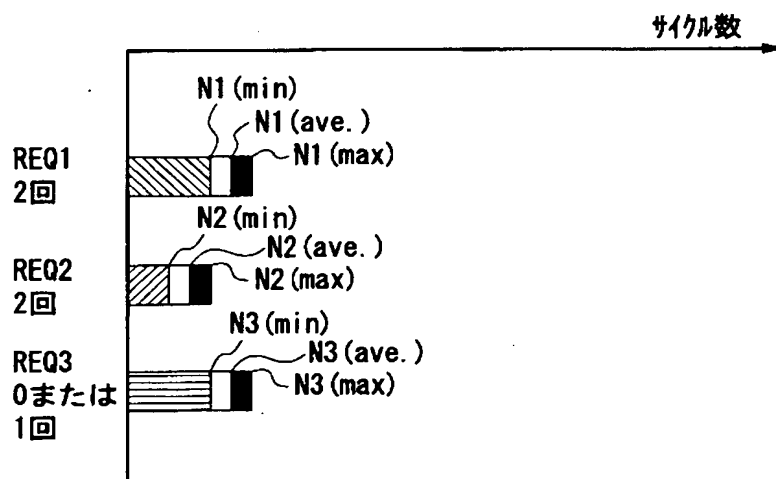 サイクル数
N1(min)
N1(ave.)
N1(max)
REQ1
2回
N2(min)
N2(ave.)
N2(max)
REQ2
2回
N3(min)
N3(ave.)
N3(max)
REQ3
0または
1回